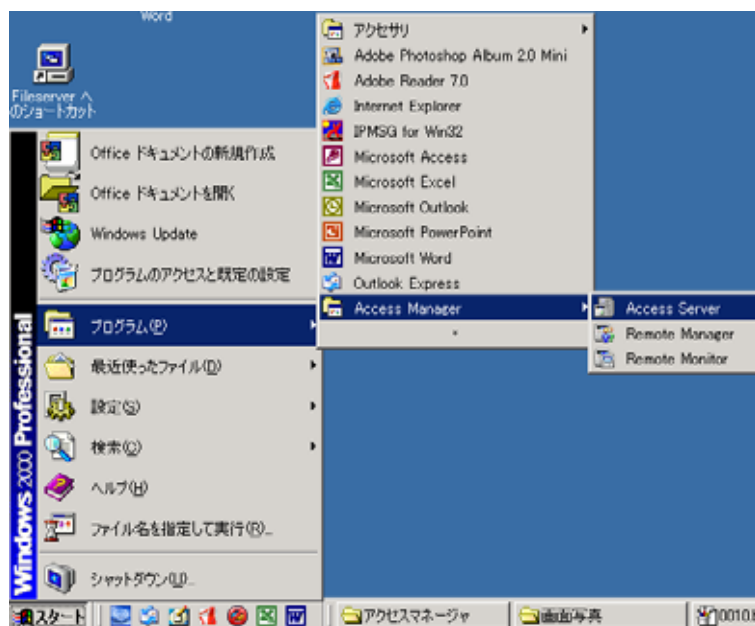 Word
Fileserver へ
のショートカット
Office ドキュメントの新規作成
Office ドキュメントを開く
Windows Update
プログラムのアクセスと既定の設定
プログラム(P)
最近使ったファイル(D)
設定(S)
検索(C)
ヘルプ(H)
ファイル名を指定して実行(R)...
シャットダウン(U)...
Windows 2000 Professional
アクセサリ
Adobe Photoshop Album 2.0 Mini
Adobe Reader 7.0
Internet Explorer
IPMSG for Win32
Microsoft Access
Microsoft Excel
Microsoft Outlook
Microsoft PowerPoint
Microsoft Word
Outlook Express
Access Manager
Access Server
Remote Manager
Remote Monitor
スタート
アクセスマネージャ
画面写真